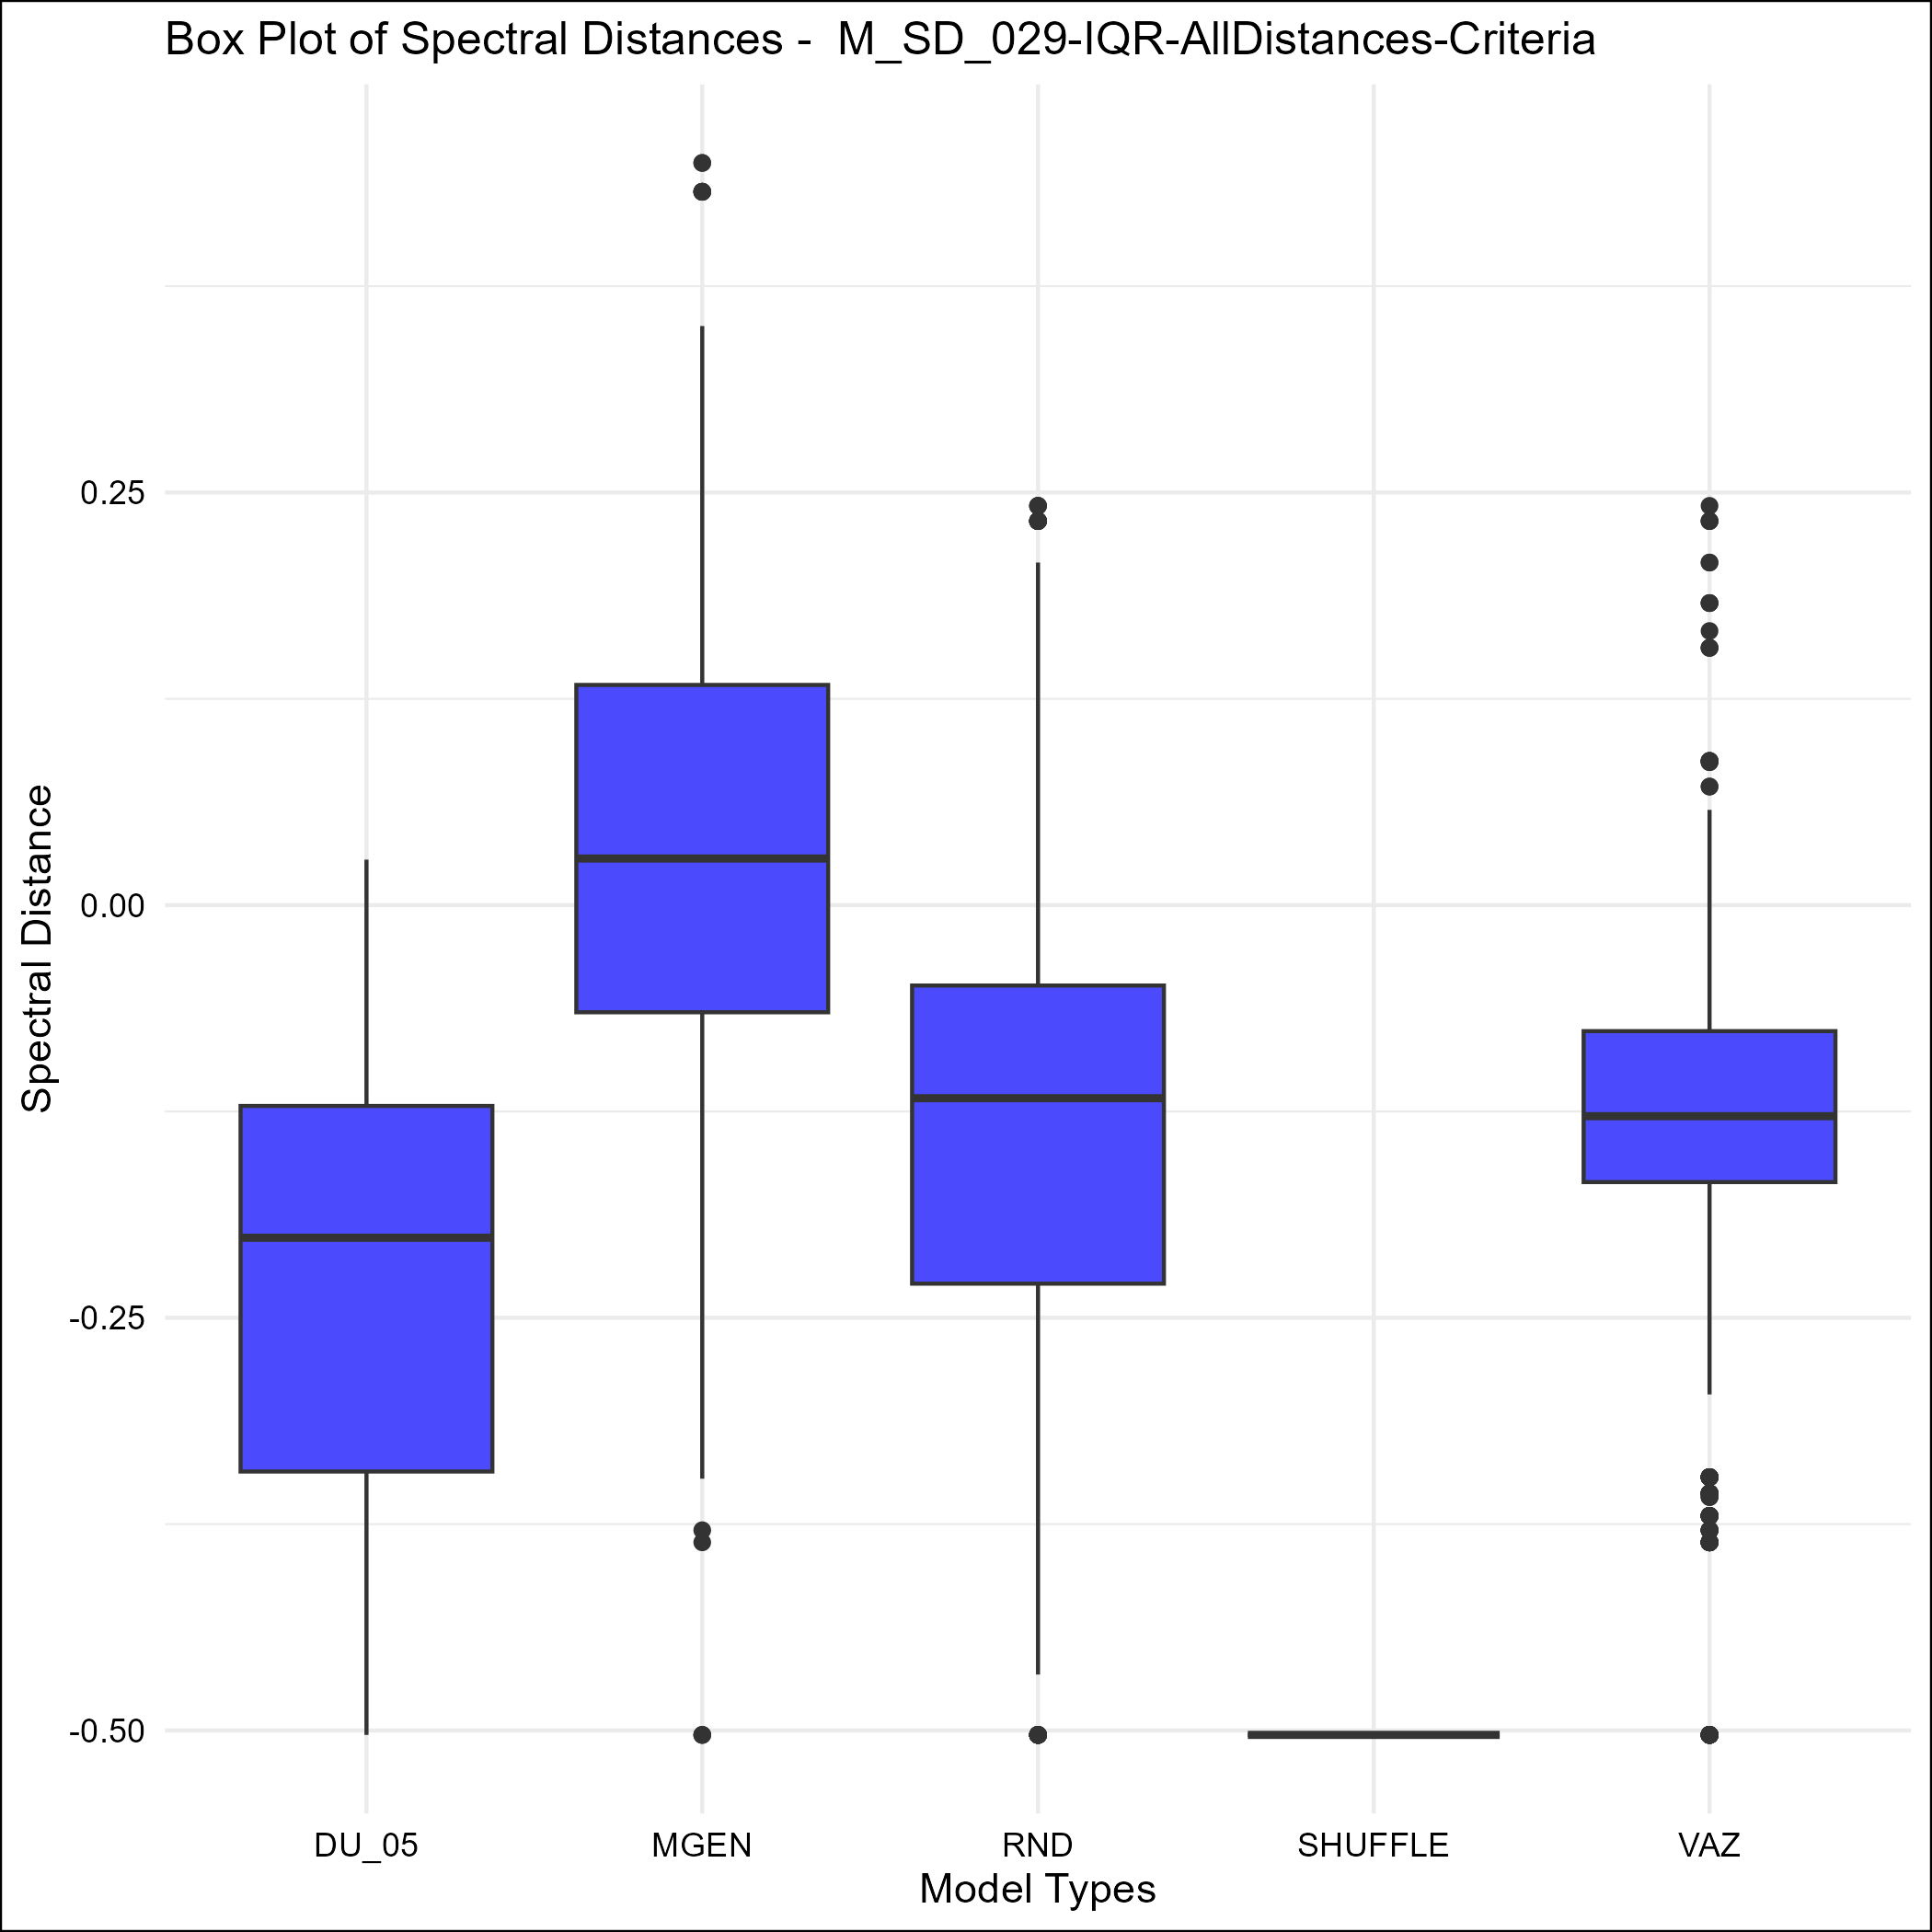 Box Plot of Spectral Distances -  M_SD_029-IQR-AllDistances-Criteria
0.25
0.00
-0.25
-0.50
Spectral Distance
DU_05 MGEN RND SHUFFLE VAZ
Model Types